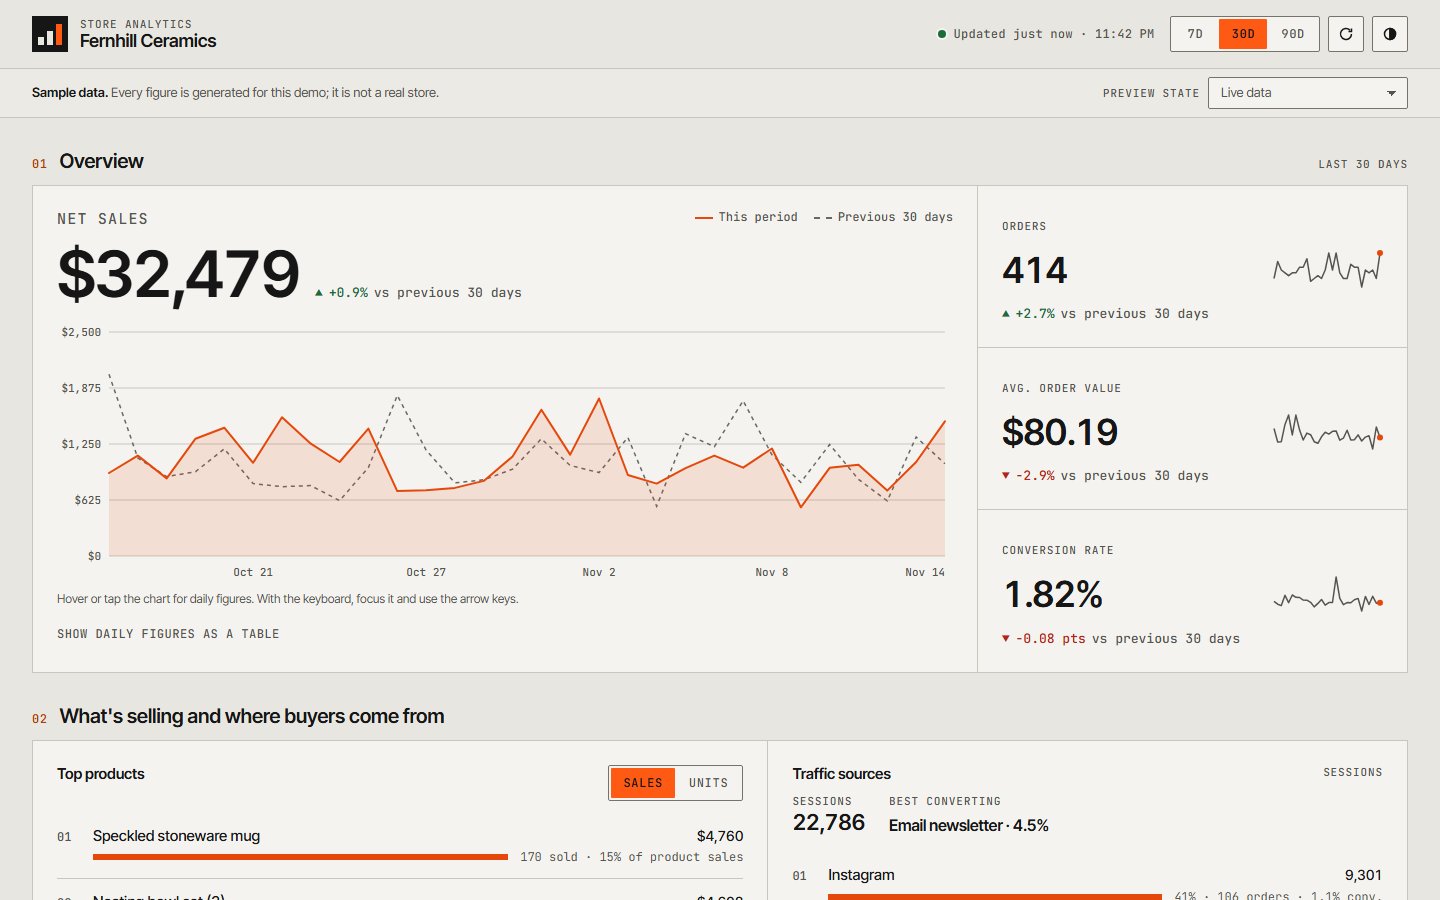 STORE ANALYTICS
Fernhill Ceramics
Updated just now · 11:42 PM
7D 30D 90D
Sample data. Every figure is generated for this demo; it is not a real store.
PREVIEW STATE Live data
01 Overview
LAST 30 DAYS
NET SALES
This period Previous 30 days
$32,479
+0.9% vs previous 30 days
$2,500
$1,875
$1,250
$625
$0
Oct 21 Oct 27 Nov 2 Nov 8 Nov 14
Hover or tap the chart for daily figures. With the keyboard, focus it and use the arrow keys.
SHOW DAILY FIGURES AS A TABLE
ORDERS
414
+2.7% vs previous 30 days
AVG. ORDER VALUE
$80.19
-2.9% vs previous 30 days
CONVERSION RATE
1.82%
-0.08 pts vs previous 30 days
02 What's selling and where buyers come from
Top products
SALES UNITS
01 Speckled stoneware mug $4,760
170 sold · 15% of product sales
Traffic sources
SESSIONS
SESSIONS BEST CONVERTING
22,786 Email newsletter · 4.5%
01 Instagram 9,301
41% · 106 orders · 1.1% conv.